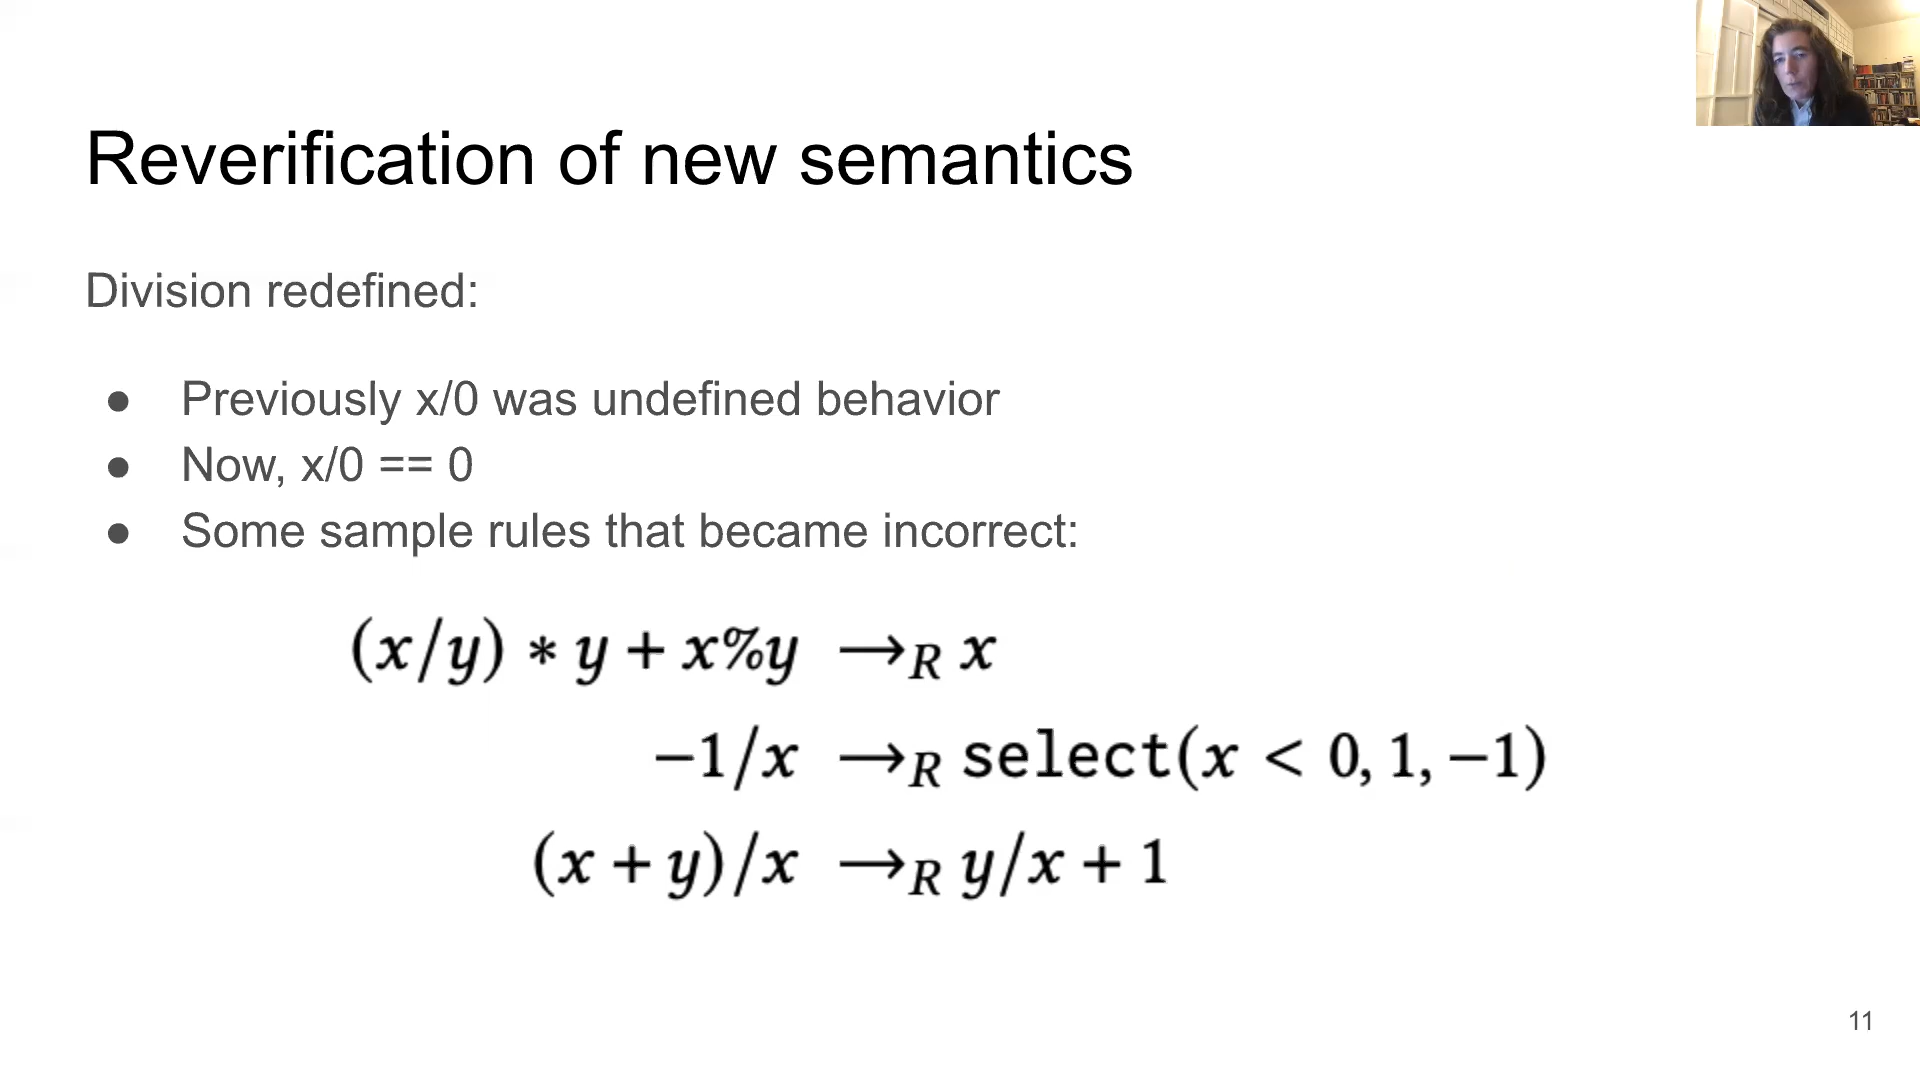 Reverification of new semantics
Division redefined:
● Previously x/0 was undefined behavior
● Now, x/0 == 0
● Some sample rules that became incorrect:
(x/y) * y + x%y →R x
−1/x →R select(x < 0, 1, −1)
(x + y)/x →R y/x + 1
11